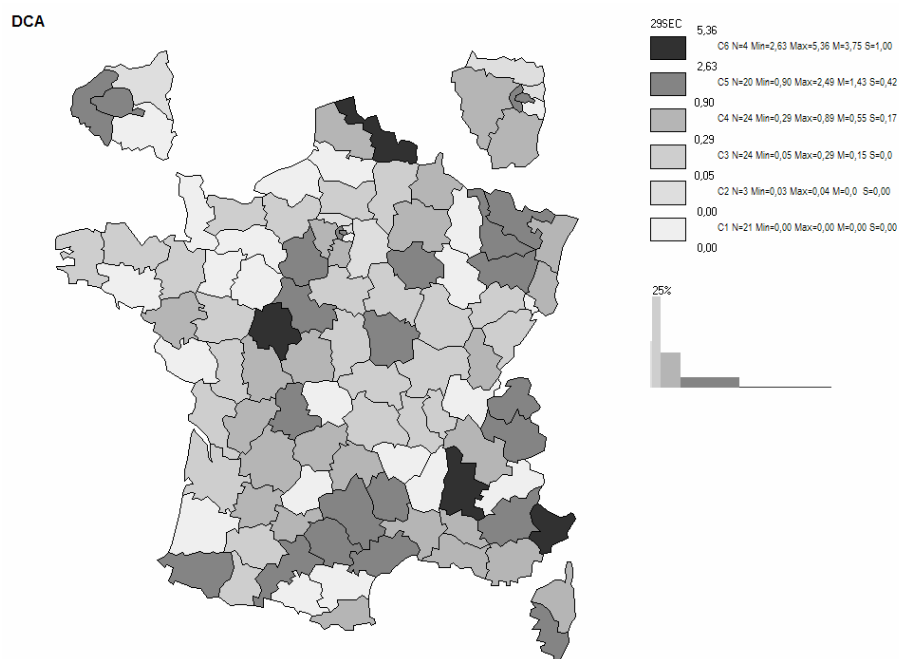 DCA
29SEC
5,36
C6 N=4 Min=2,63 Max=5,36 M=3,75 S=1,00
2,63
C5 N=20 Min=0,90 Max=2,49 M=1,43 S=0,42
0,90
C4 N=24 Min=0,29 Max=0,89 M=0,55 S=0,17
0,29
C3 N=24 Min=0,05 Max=0,29 M=0,15 S=0,0
0,05
C2 N=3 Min=0,03 Max=0,04 M=0,0 S=0,00
0,00
C1 N=21 Min=0,00 Max=0,00 M=0,00 S=0,00
0,00
25%